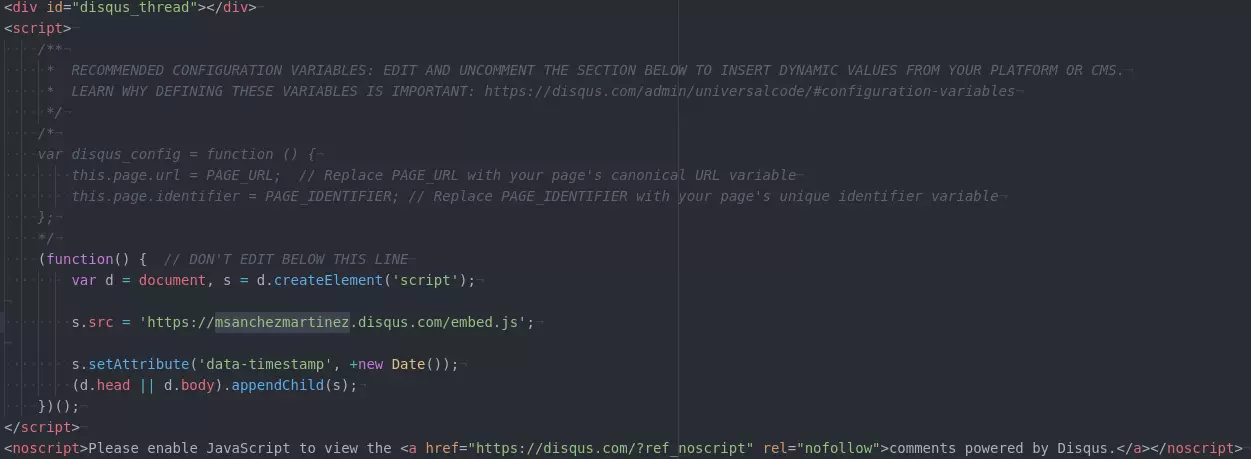 <div id="disqus_thread"></div>
<script>
/**
*  RECOMMENDED CONFIGURATION VARIABLES: EDIT AND UNCOMMENT THE SECTION BELOW TO INSERT DYNAMIC VALUES FROM YOUR PLATFORM OR CMS.
*  LEARN WHY DEFINING THESE VARIABLES IS IMPORTANT: https://disqus.com/admin/universalcode/#configuration-variables
*/
/*
var disqus_config = function () {
this.page.url = PAGE_URL;  // Replace PAGE_URL with your page's canonical URL variable
this.page.identifier = PAGE_IDENTIFIER; // Replace PAGE_IDENTIFIER with your page's unique identifier variable
};
*/
(function() {  // DON'T EDIT BELOW THIS LINE
var d = document, s = d.createElement('script');
s.src = 'https://msanchezmartinez.disqus.com/embed.js';
s.setAttribute('data-timestamp', +new Date());
(d.head || d.body).appendChild(s);
})();
</script>
<noscript>Please enable JavaScript to view the <a href="https://disqus.com/?ref_noscript" rel="nofollow">comments powered by Disqus.</a></noscript>